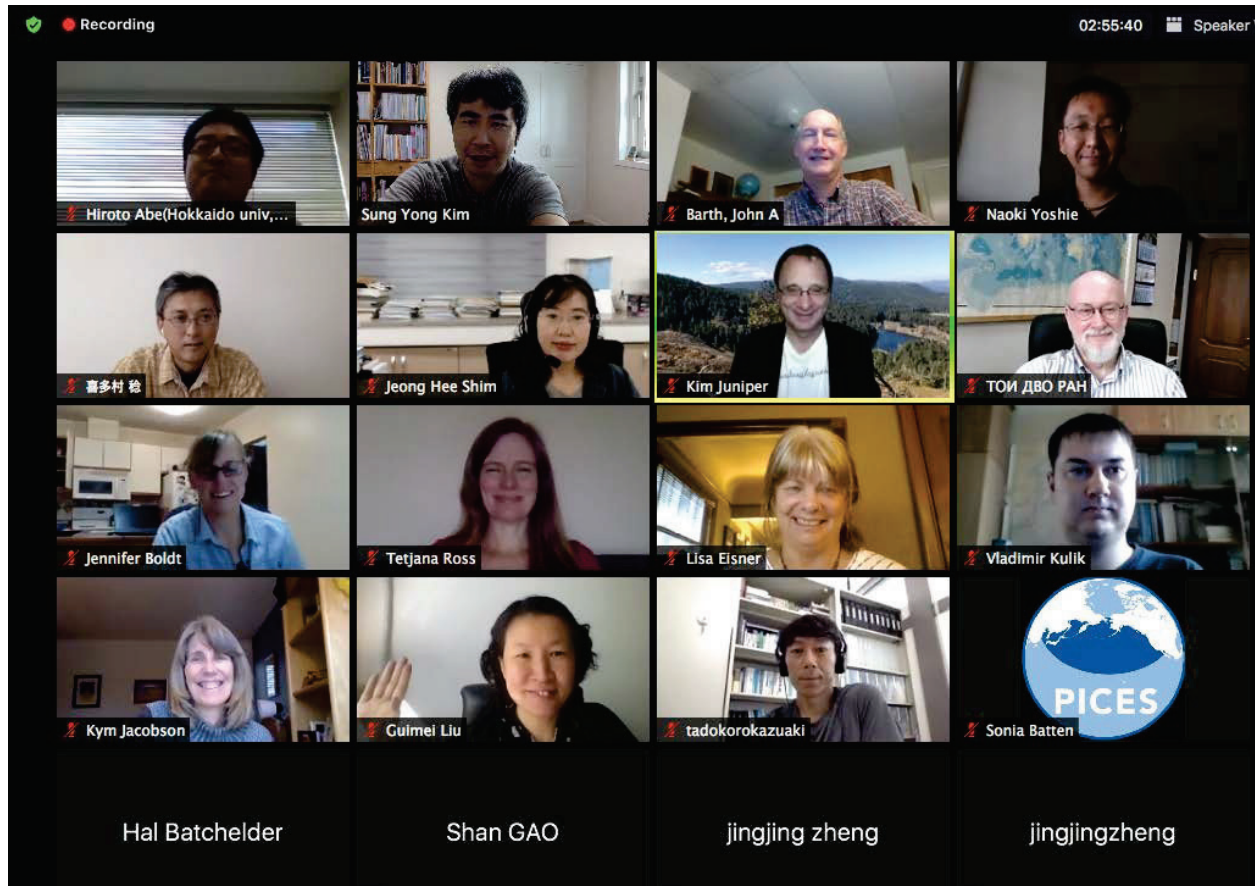 Recording
02:55:40
Speaker
Hiroto Abe(Hokkaido univ,...
Sung Yong Kim
Barth, John A
Naoki Yoshie
喜多村 稔
Jeong Hee Shim
Kim Juniper
ТОИ ДВО РАН
Jennifer Boldt
Tetjana Ross
Lisa Eisner
Vladimir Kulik
Kym Jacobson
Guimei Liu
tadokorokazuaki
PICES
Sonia Batten
Hal Batchelder
Shan GAO
jingjing zheng
jingjingzheng